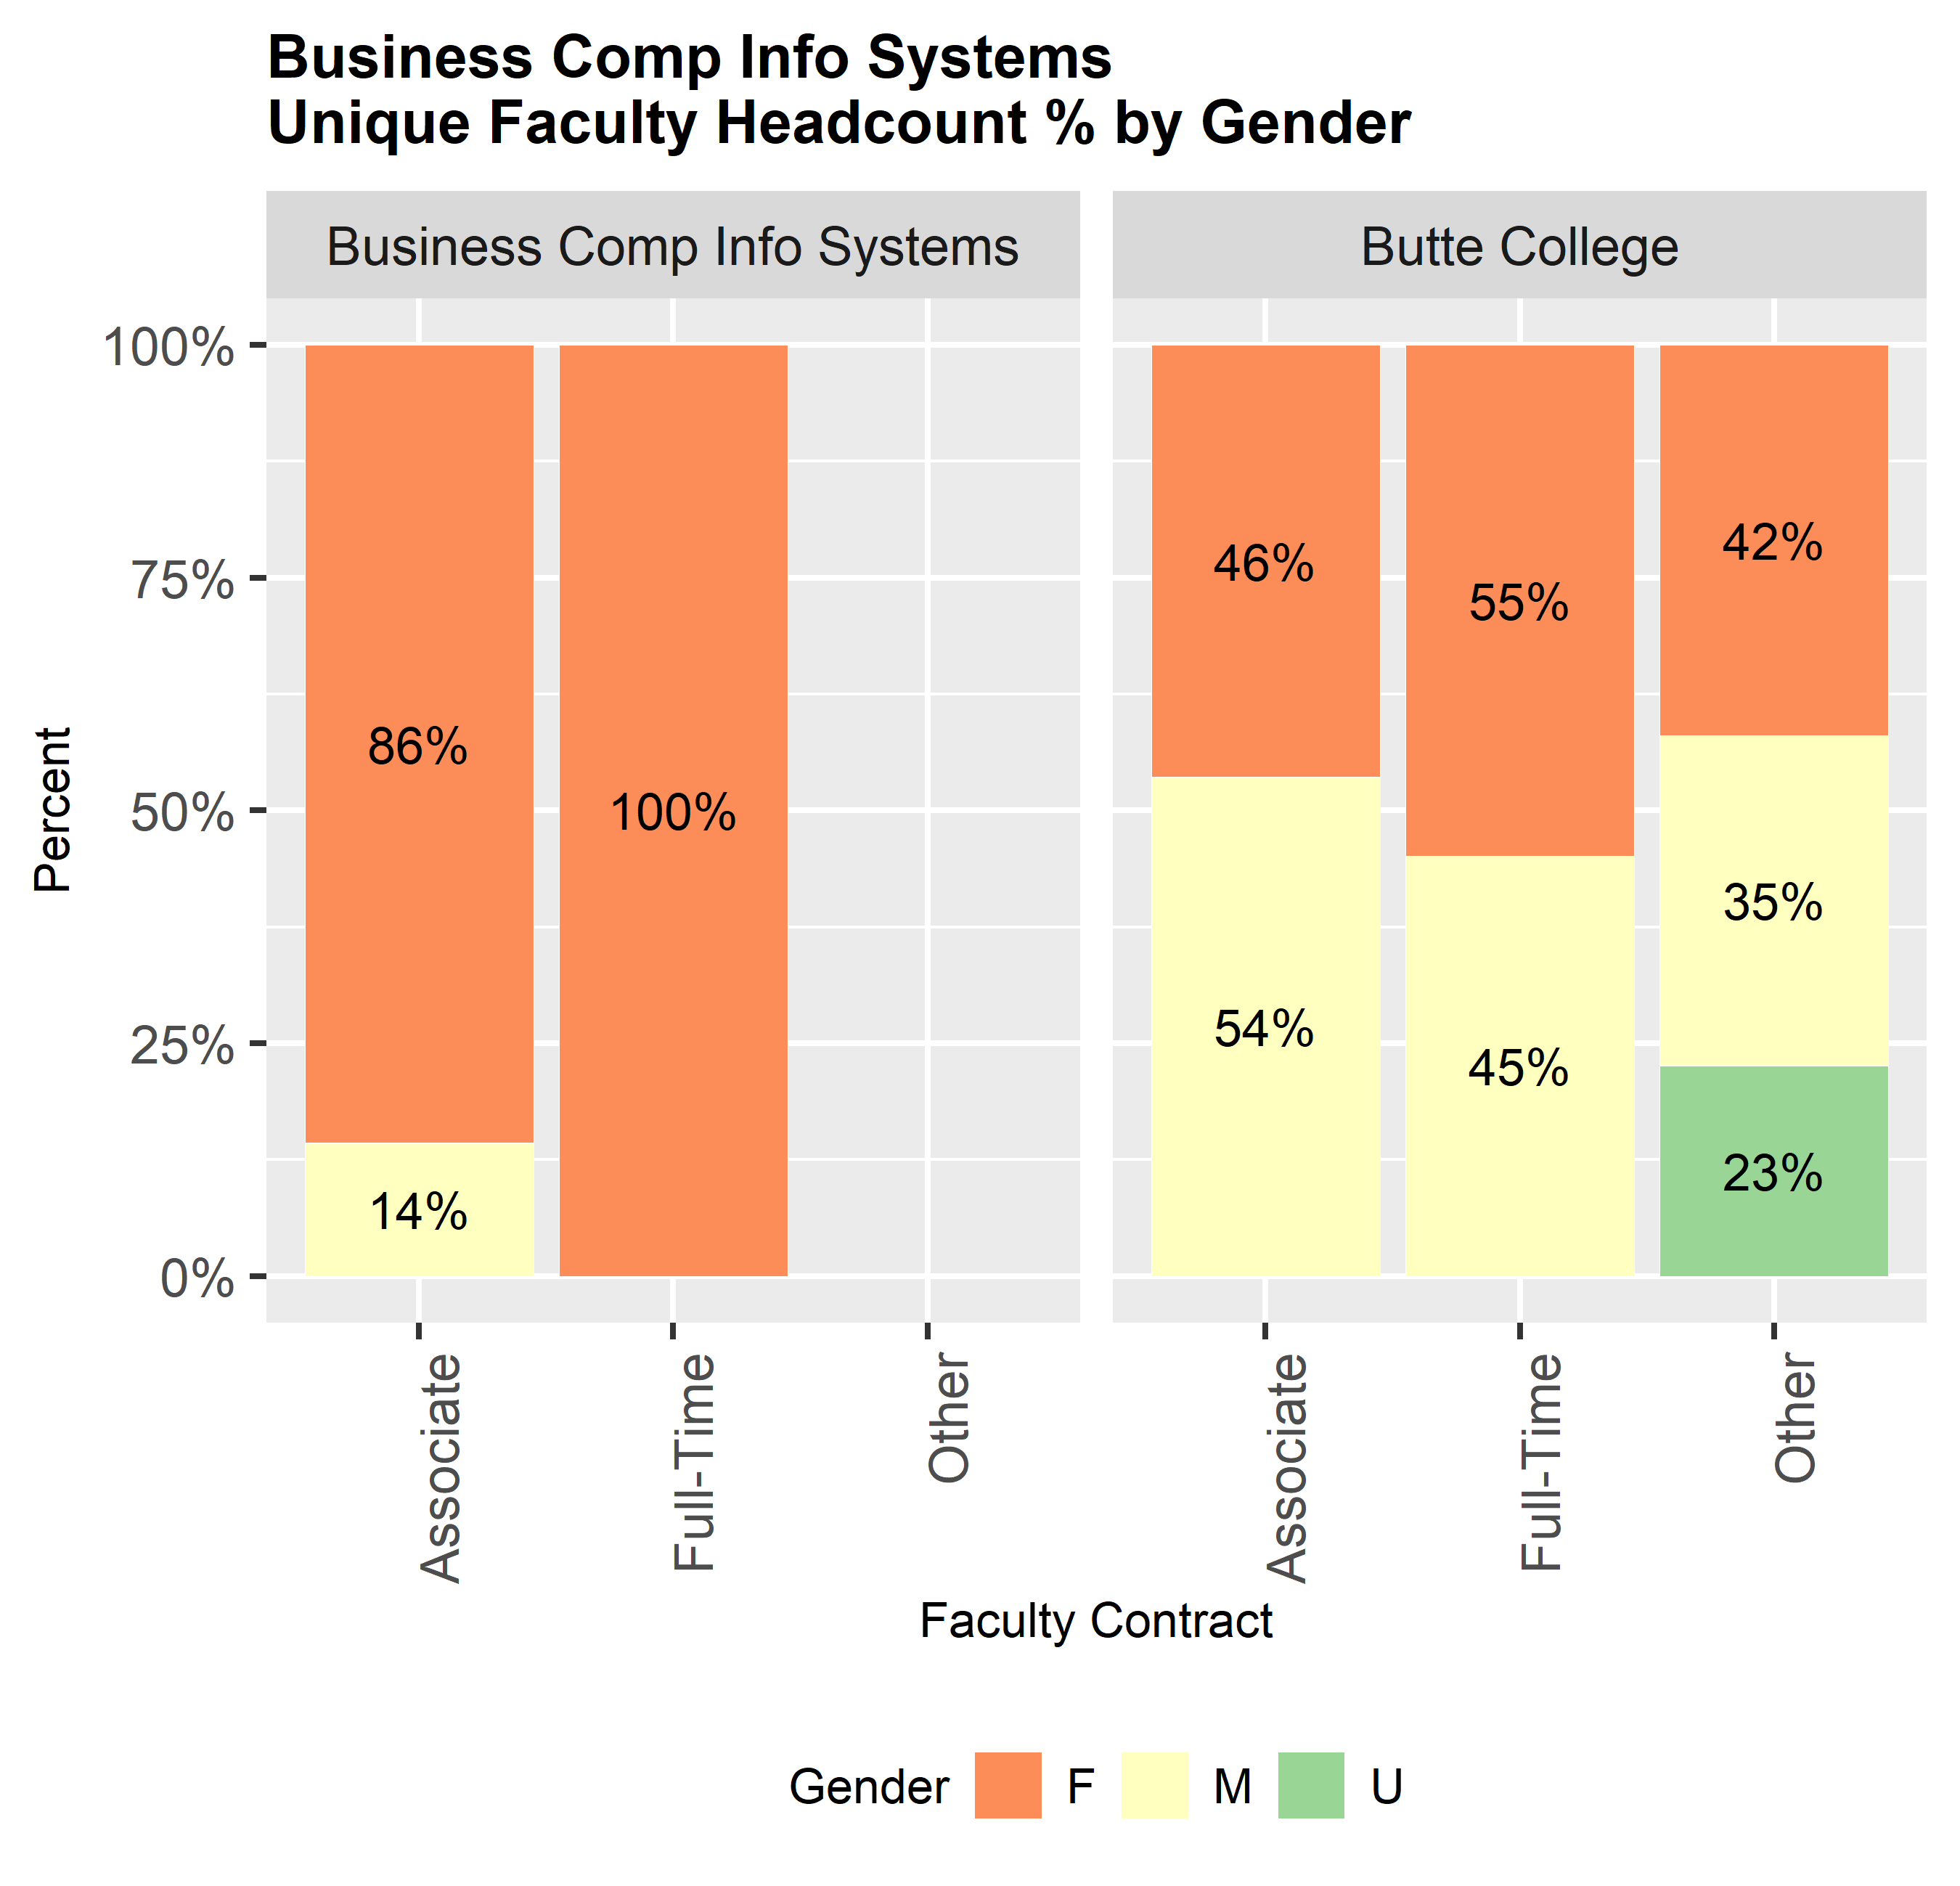 Business Comp Info Systems
Unique Faculty Headcount % by Gender
Business Comp Info Systems
Butte College
100%
75%
50%
25%
0%
Percent
86%
14%
100%
46%
54%
55%
45%
42%
35%
23%
Associate
Full-Time
Other
Associate
Full-Time
Other
Faculty Contract
Gender F M U